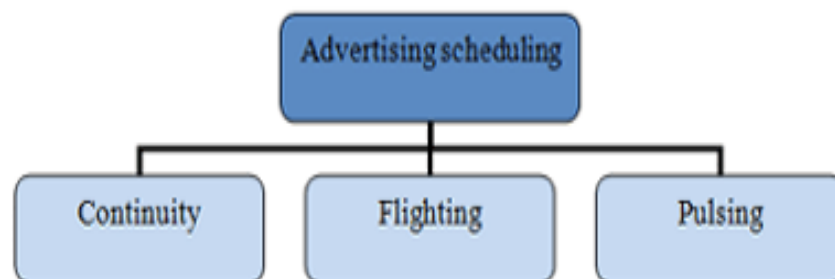 Advertising scheduling
Continuity
Flighting
Pulsing